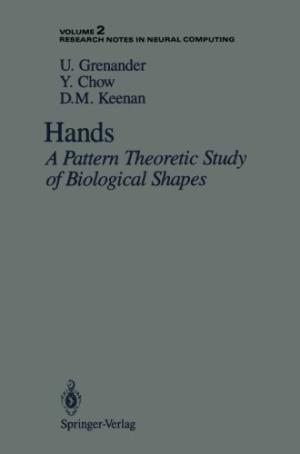 VOLUME 2
RESEARCH NOTES IN NEURAL COMPUTING
U. Grenander
Y. Chow
D.M. Keenan
Hands
A Pattern Theoretic Study
of Biological Shapes
Springer-Verlag